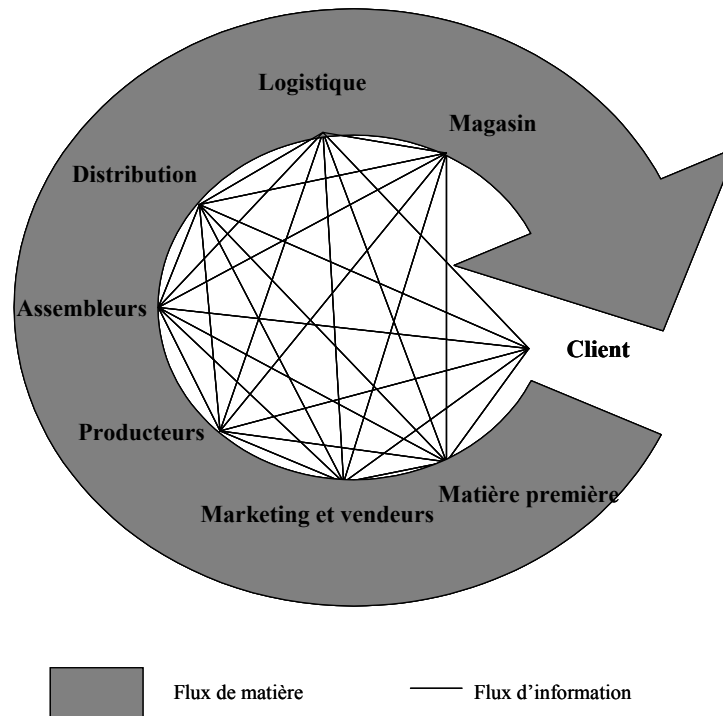 Logistique
Magasin
Distribution
Assembleurs
Client
Producteurs
Matière première
Marketing et vendeurs
Flux de matière
Flux d’information